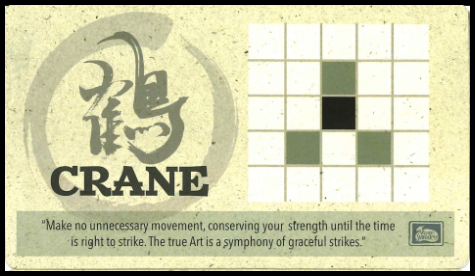 鶴
CRANE
"Make no unnecessary movement, conserving your strength until the time
is right to strike. The true Art is a symphony of graceful strikes."